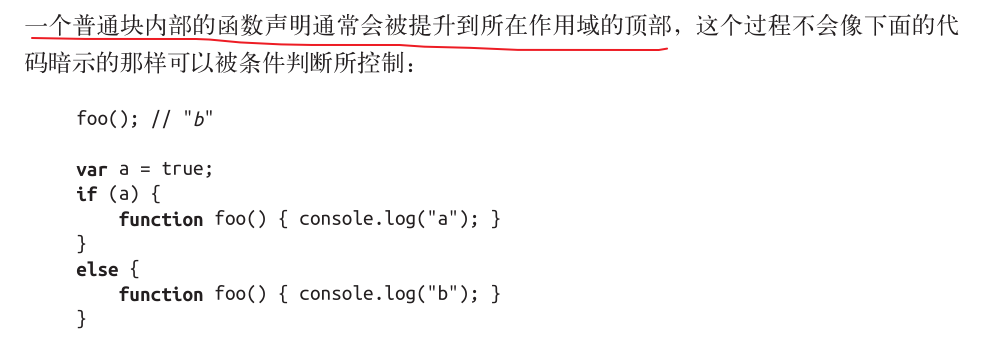 一个普通块内部的函数声明通常会被提升到所在作用域的顶部，这个过程不会像下面的代
码暗示的那样可以被条件判断所控制：
foo(); // "b"
var a = true;
if (a) {
function foo() { console.log("a"); }
}
else {
function foo() { console.log("b"); }
}